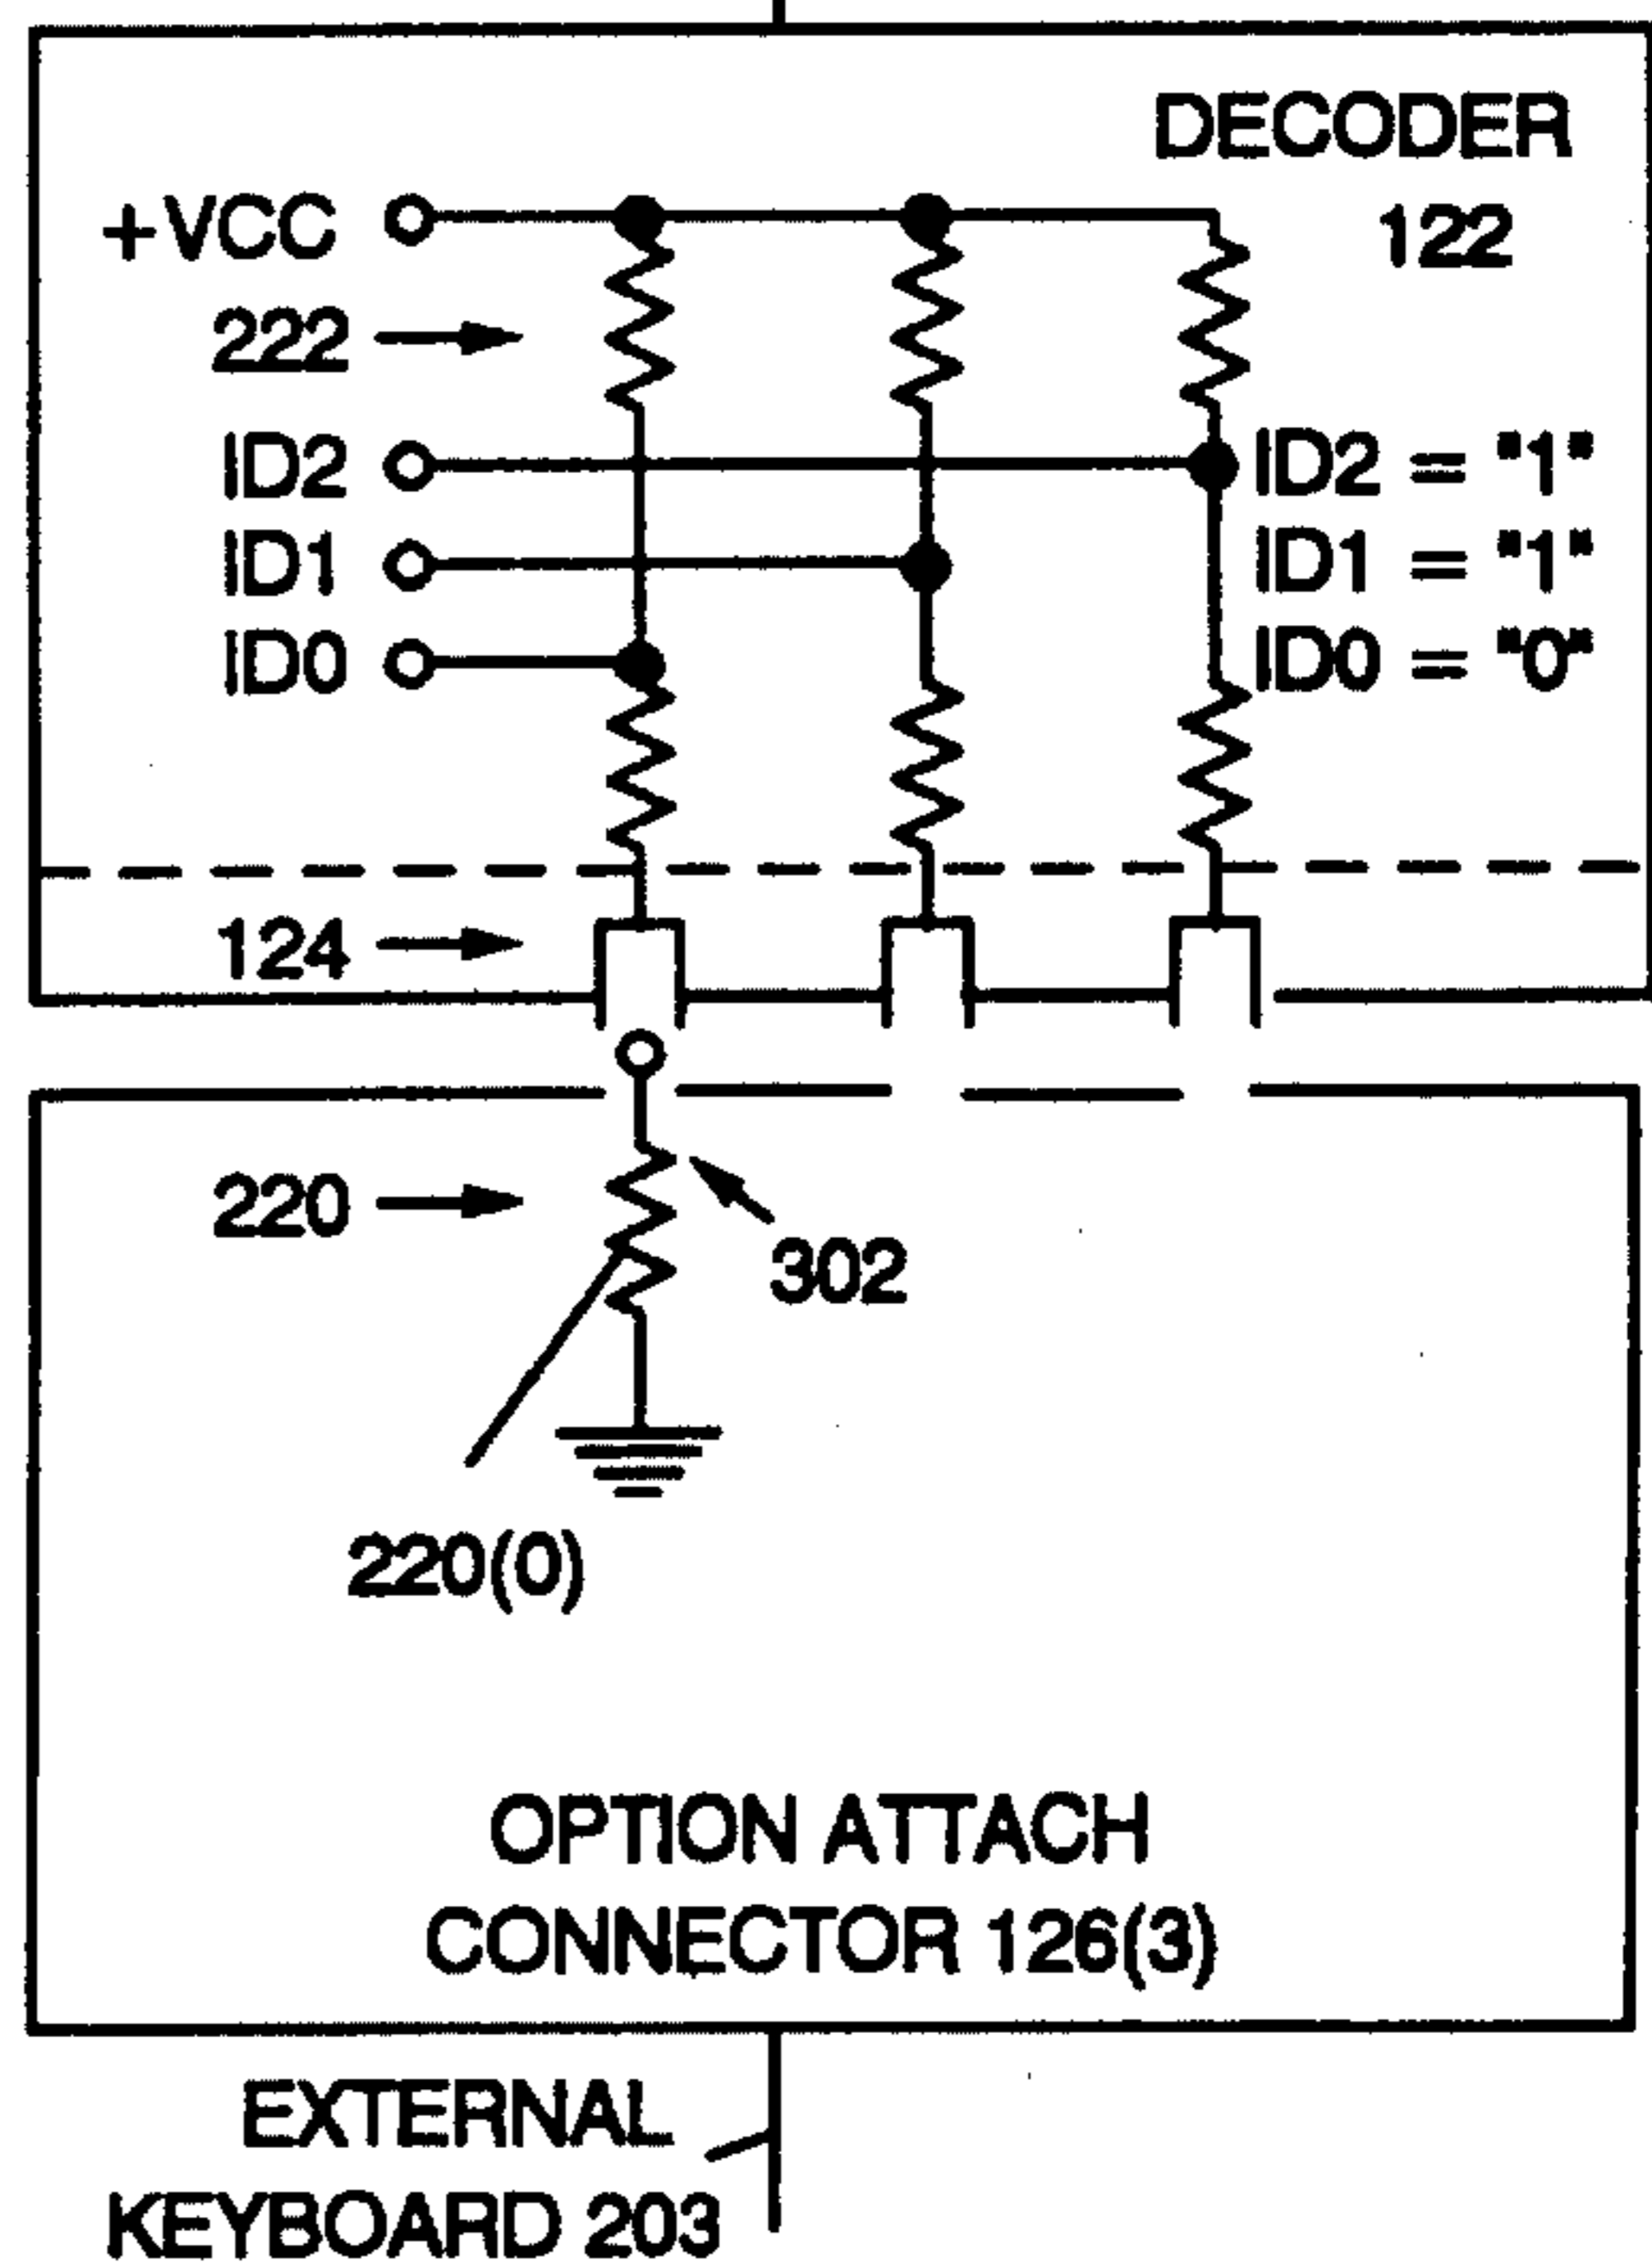 DECODER
122
+VCC
222
ID2
ID2 = "1"
ID1
ID1 = "1"
ID0
ID0 = "0"
124
220
302
220(0)
OPTION ATTACH
CONNECTOR 126(3)
EXTERNAL
KEYBOARD 203